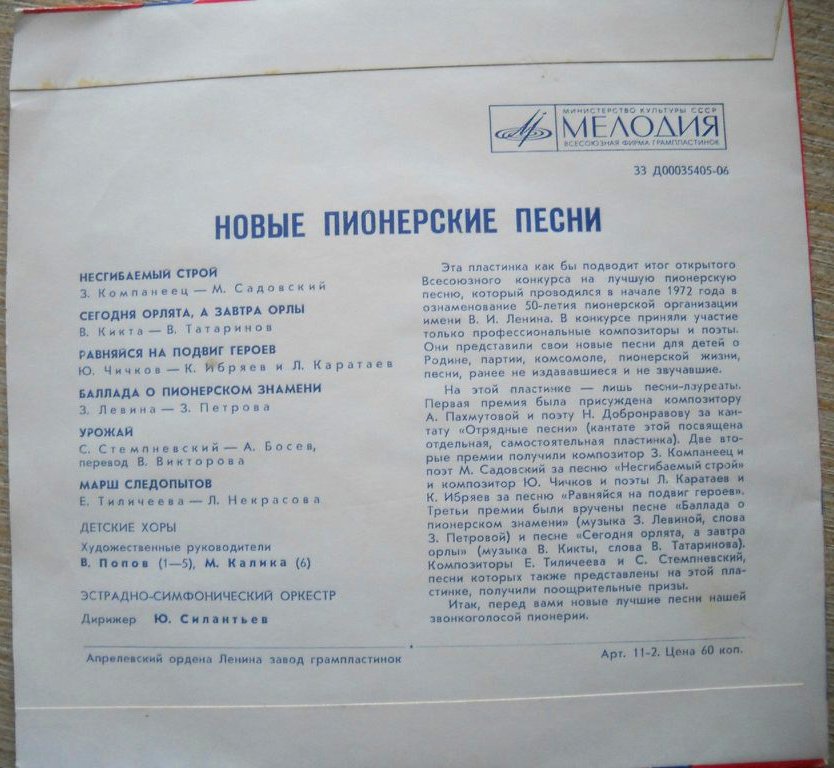 МИНИСТЕРСТВО КУЛЬТУРЫ СССР
МЕЛОДИЯ
ВСЕСОЮЗНАЯ ФИРМА ГРАМПЛАСТИНОК
33 Д00035405-06
НОВЫЕ ПИОНЕРСКИЕ ПЕСНИ
НЕСГИБАЕМЫЙ СТРОЙ
З. Компанеец — М. Садовский
СЕГОДНЯ ОРЛЯТА, А ЗАВТРА ОРЛЫ
В. Кикта — В. Татаринов
РАВНЯЙСЯ НА ПОДВИГ ГЕРОЕВ
Ю. Чичков — К. Ибряев и Л. Каратаев
БАЛЛАДА О ПИОНЕРСКОМ ЗНАМЕНИ
З. Левина — З. Петрова
УРОЖАЙ
С. Стемпневский — А. Босев,
перевод В. Викторова
МАРШ СЛЕДОПЫТОВ
Е. Тиличеева — Л. Некрасова
ДЕТСКИЕ ХОРЫ
Художественные руководители
В. Попов (1—5), М. Калика (6)
ЭСТРАДНО-СИМФОНИЧЕСКИЙ ОРКЕСТР
Дирижер Ю. Силантьев
Эта пластинка как бы подводит итог открытого
Всесоюзного конкурса на лучшую пионерскую
песню, который проводился в начале 1972 года в
ознаменование 50-летия пионерской организации
имени В. И. Ленина. В конкурсе приняли участие
только профессиональные композиторы и поэты.
Они представили свои новые песни для детей о
Родине, партии, комсомоле, пионерской жизни,
песни, ранее не издававшиеся и не звучавшие.
На этой пластинке — лишь песни-лауреаты.
Первая премия была присуждена композитору
А. Пахмутовой и поэту Н. Добронравову за кан-
тату «Отрядные песни» (кантате этой посвящена
отдельная, самостоятельная пластинка). Две вто-
рые премии получили композитор З. Компанеец и
поэт М. Садовский за песню «Несгибаемый строй»
и композитор Ю. Чичков и поэты Л. Каратаев и
К. Ибряев за песню «Равняйся на подвиг героев».
Третьи премии были вручены песне «Баллада о
пионерском знамени» (музыка З. Левиной, слова
З. Петровой) и песне «Сегодня орлята, а завтра
орлы» (музыка В. Кикты, слова В. Татаринова).
Композиторы Е. Тиличеева и С. Стемпневский,
песни которых также представлены на этой пла-
стинке, получили поощрительные призы.
Итак, перед вами новые лучшие песни нашей
звонкоголосой пионерии.
Апрелевский ордена Ленина завод грампластинок
Арт. 11-2. Цена 60 коп.